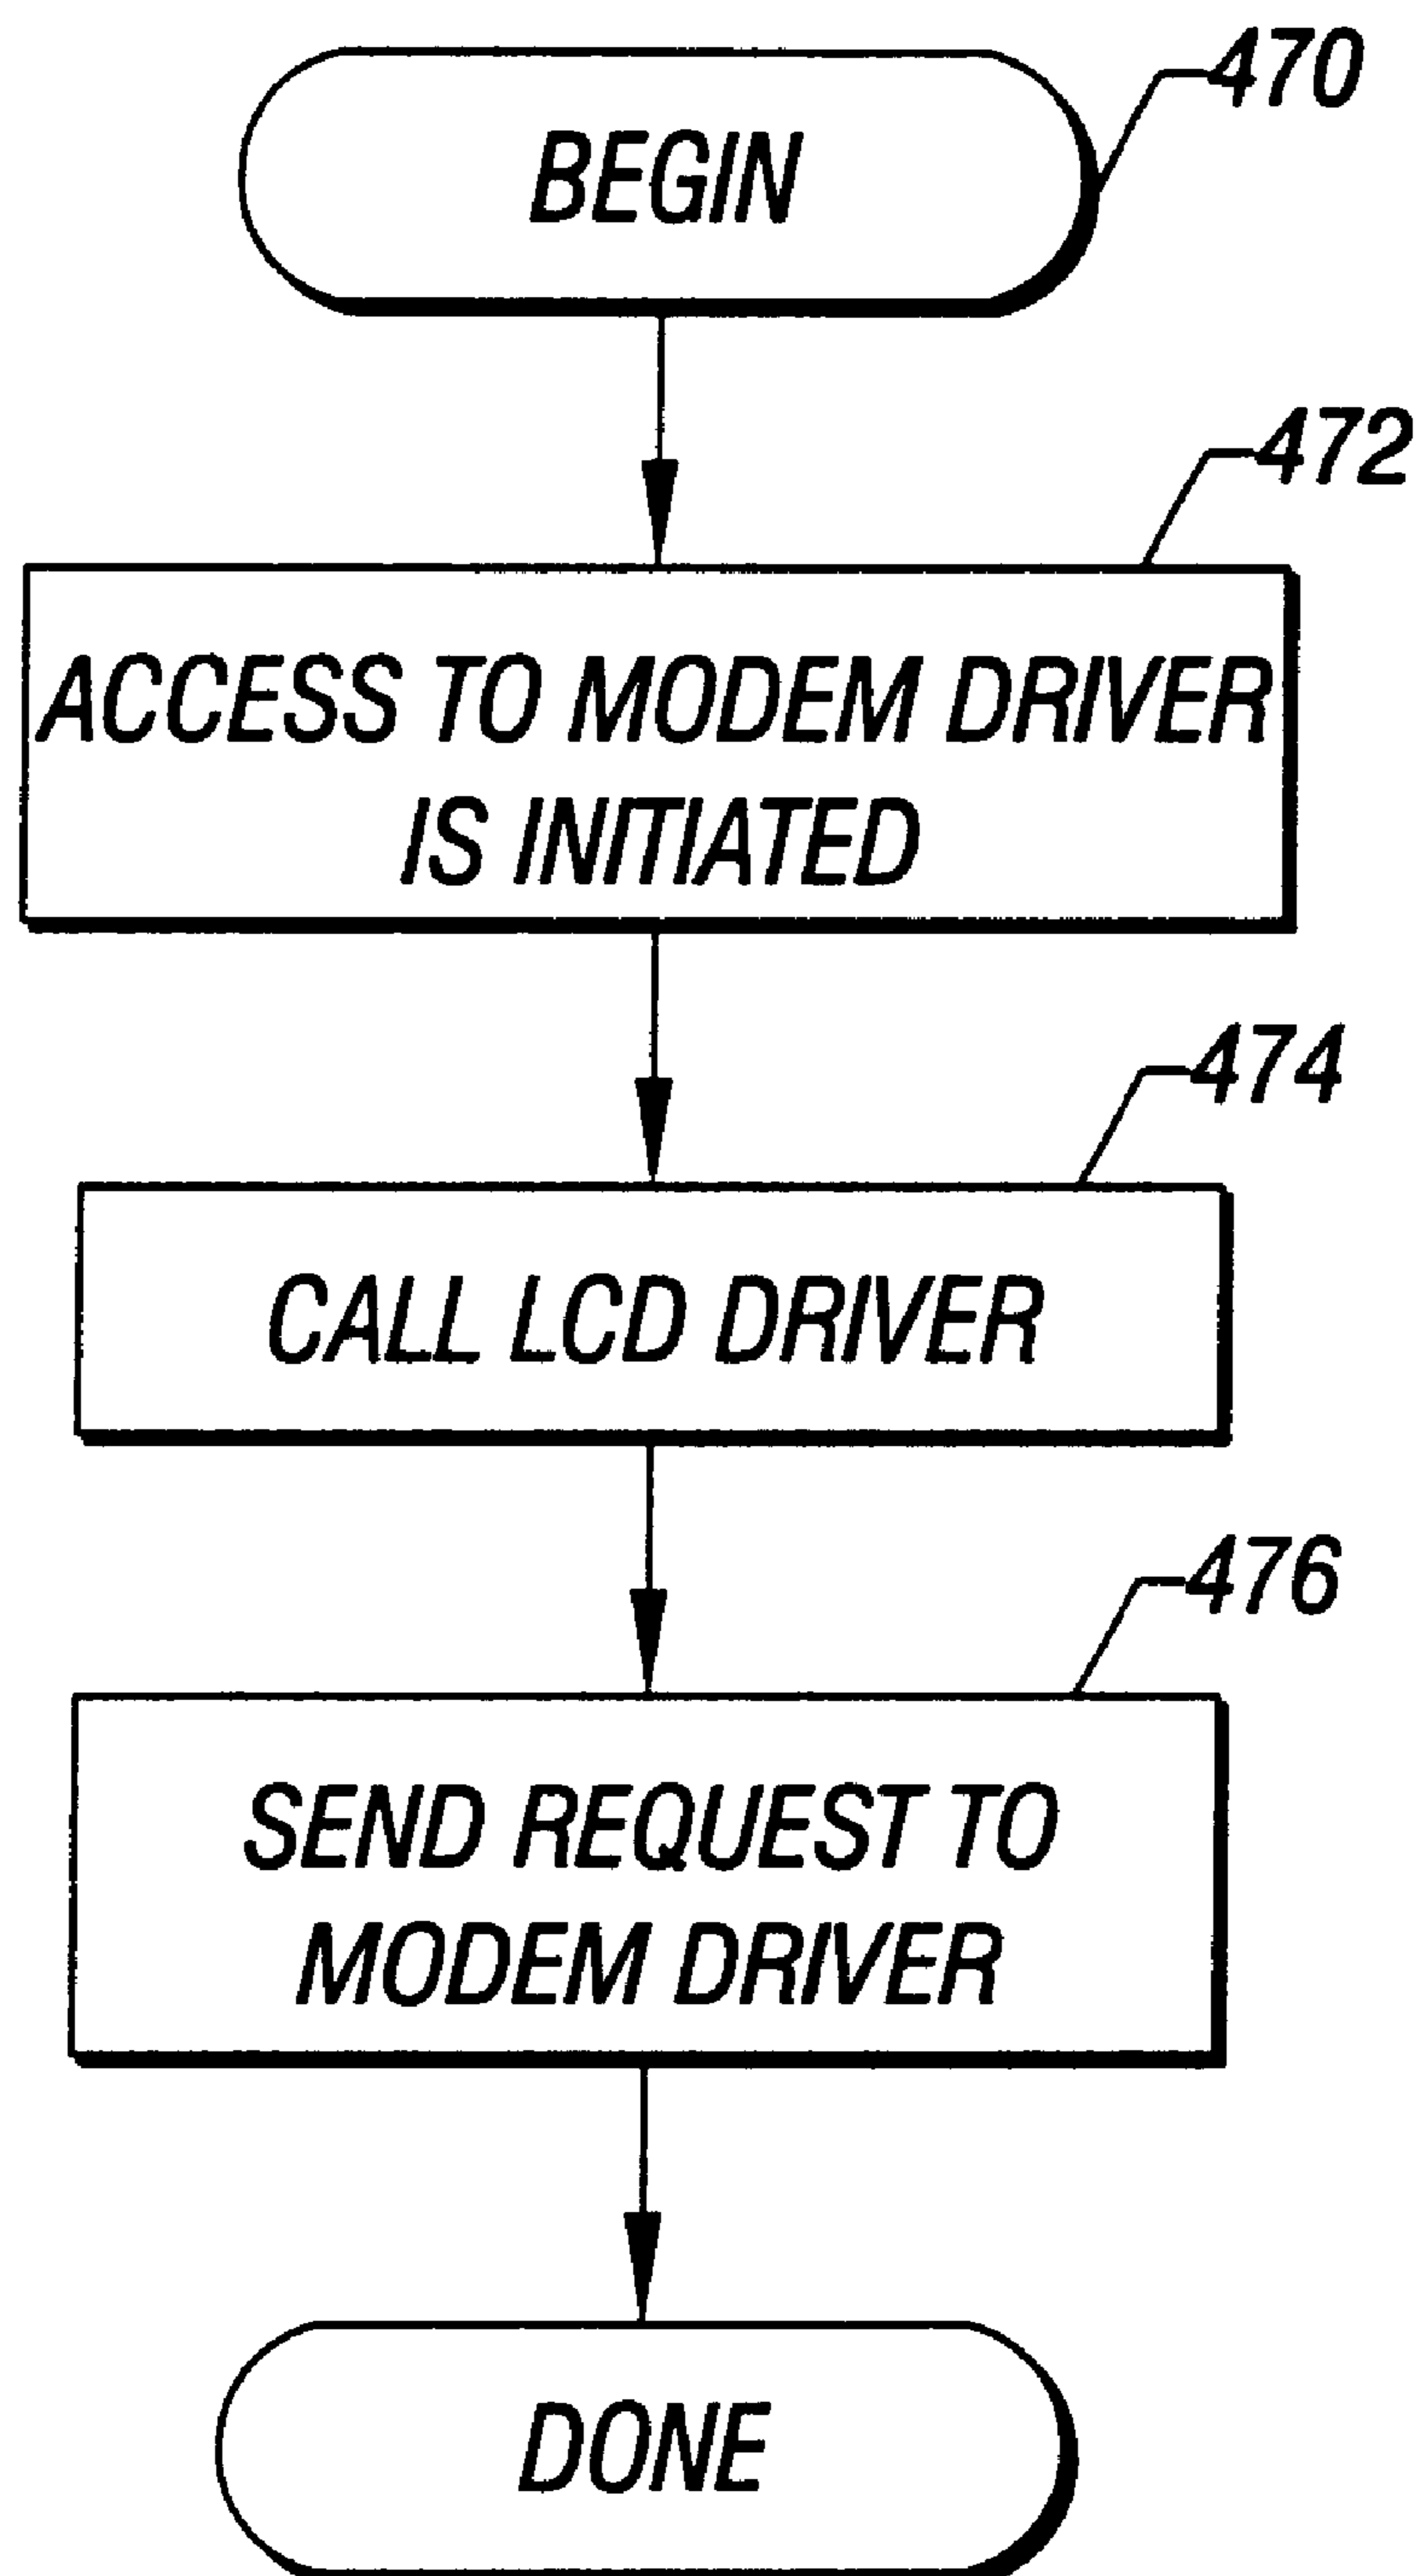 470
BEGIN
472
ACCESS TO MODEM DRIVER
IS INITIATED
474
CALL LCD DRIVER
476
SEND REQUEST TO
MODEM DRIVER
DONE